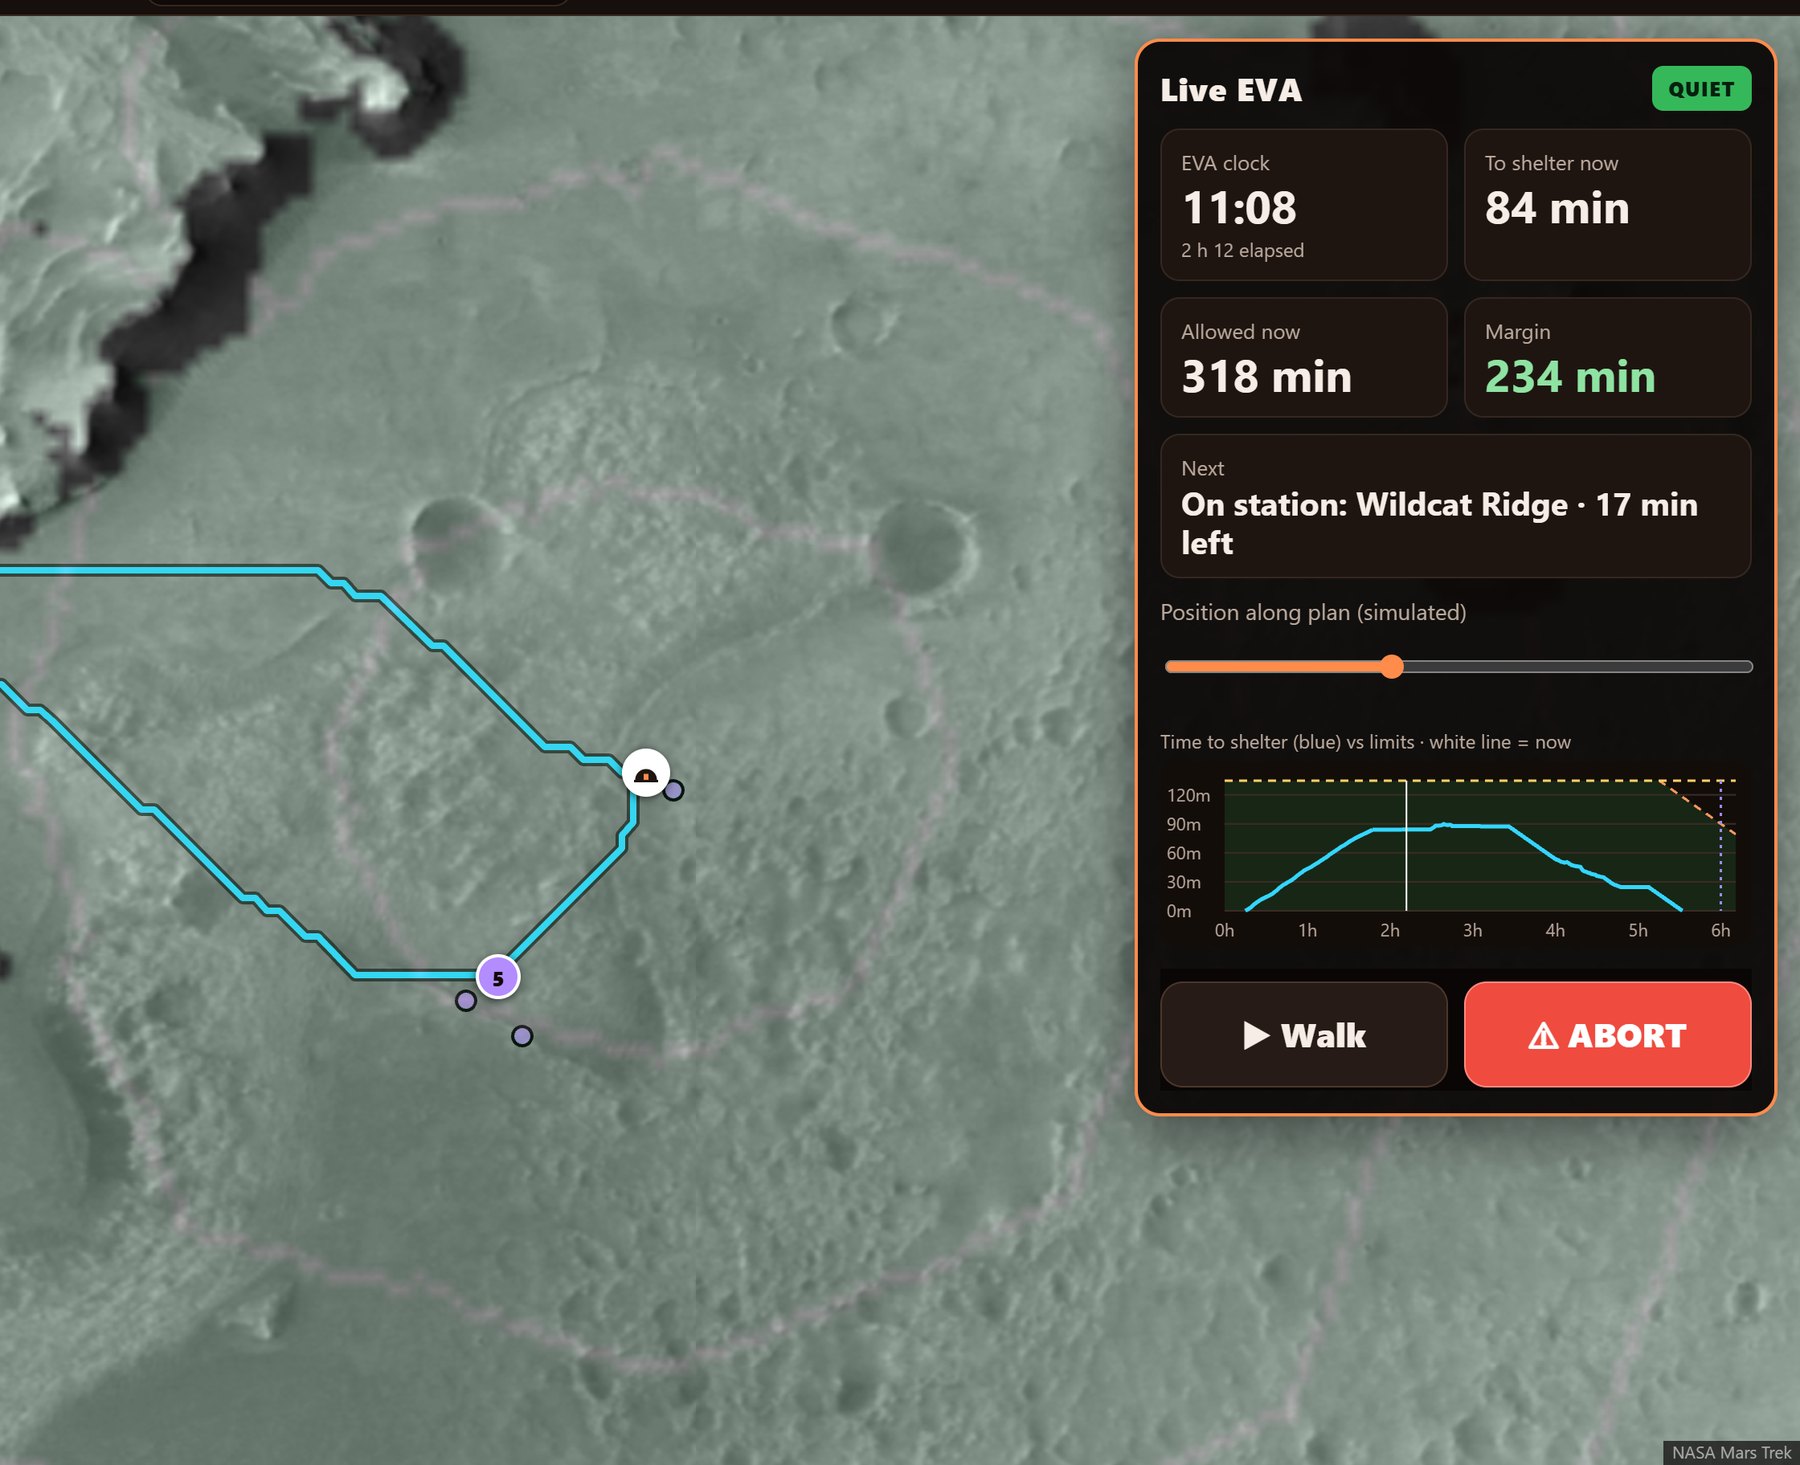 Live EVA
QUIET
EVA clock
11:08
2 h 12 elapsed
To shelter now
84 min
Allowed now
318 min
Margin
234 min
Next
On station: Wildcat Ridge · 17 min
left
Position along plan (simulated)
Time to shelter (blue) vs limits · white line = now
120m
90m
60m
30m
0m
0h 1h 2h 3h 4h 5h 6h
▶ Walk
⚠ ABORT
5
NASA Mars Trek